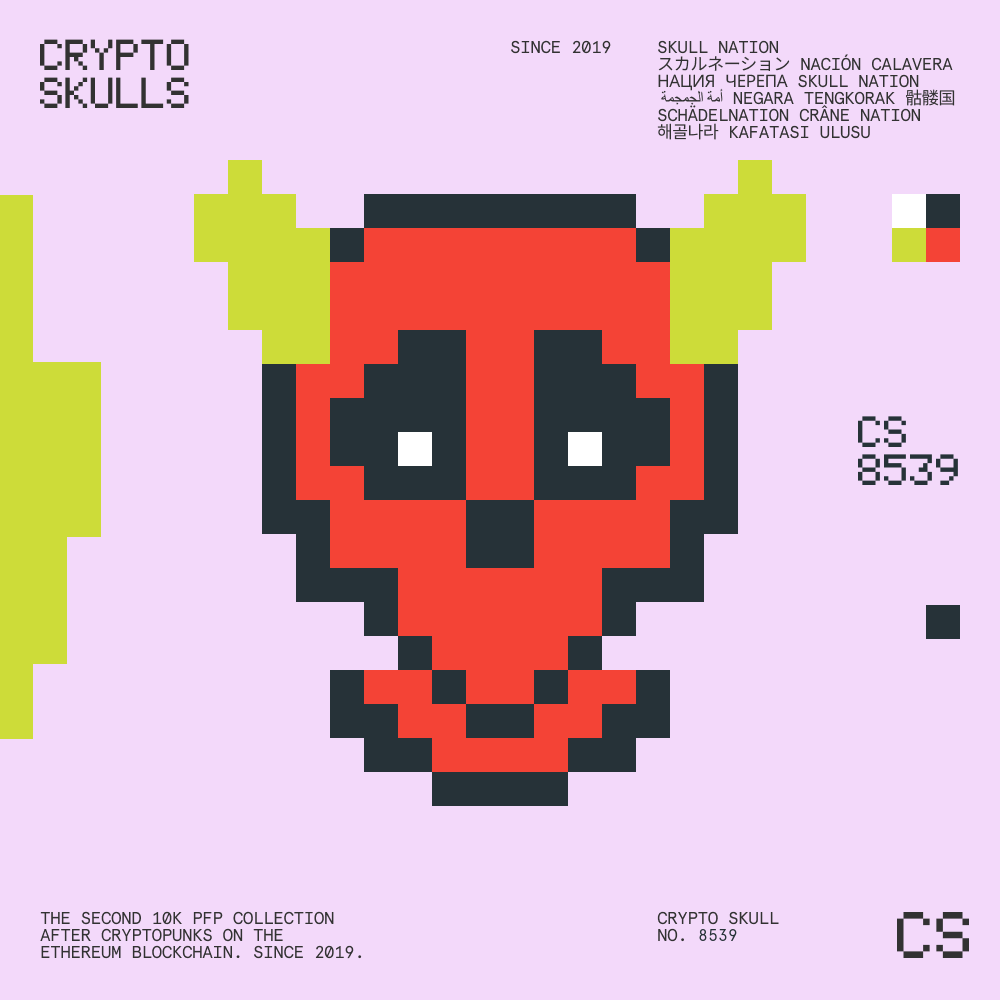 CRYPTO
SKULLS
SINCE 2019
SKULL NATION
スカルネーション NACIÓN CALAVERA
НАЦИЯ ЧЕРЕПА SKULL NATION
أمة الجمجمة NEGARA TENGKORAK 骷髅国
SCHÄDELNATION CRÂNE NATION
해골나라 KAFATASI ULUSU
CS
8539
THE SECOND 10K PFP COLLECTION
AFTER CRYPTOPUNKS ON THE
ETHEREUM BLOCKCHAIN. SINCE 2019.
CRYPTO SKULL
NO. 8539
CS